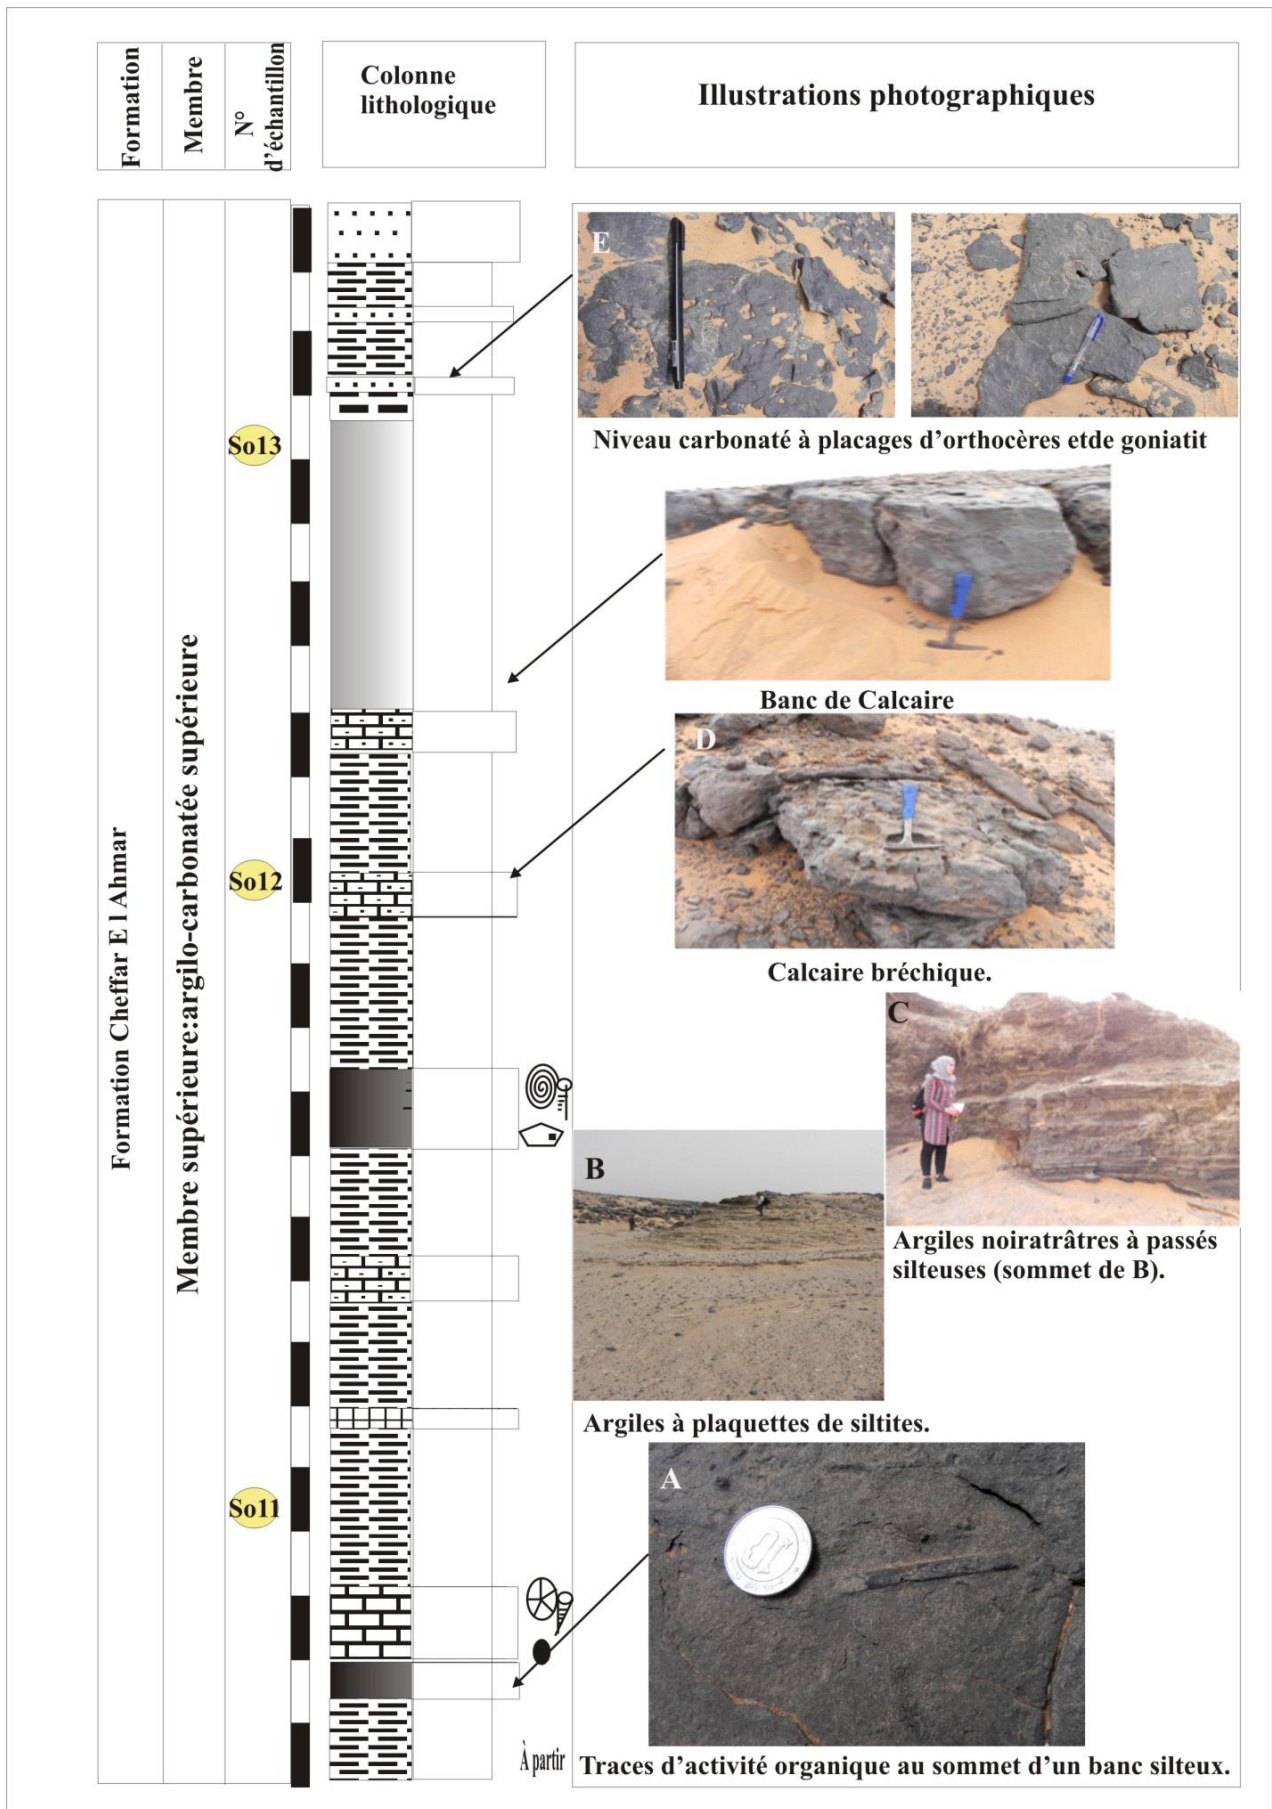 Formation
Membre
N°
d'échantillon
Colonne
lithologique
Illustrations photographiques
Formation Cheffar E l Ahmar
Membre supérieure:argilo-carbonatée supérieure
So13
So12
So11
E
Niveau carbonaté à placages d'orthocères etde goniatit
Banc de Calcaire
D
Calcaire bréchique.
C
Argiles noiratrâtres à passés
silteuses (sommet de B).
B
Argiles à plaquettes de siltites.
A
10
À partir
Traces d'activité organique au sommet d'un banc silteux.